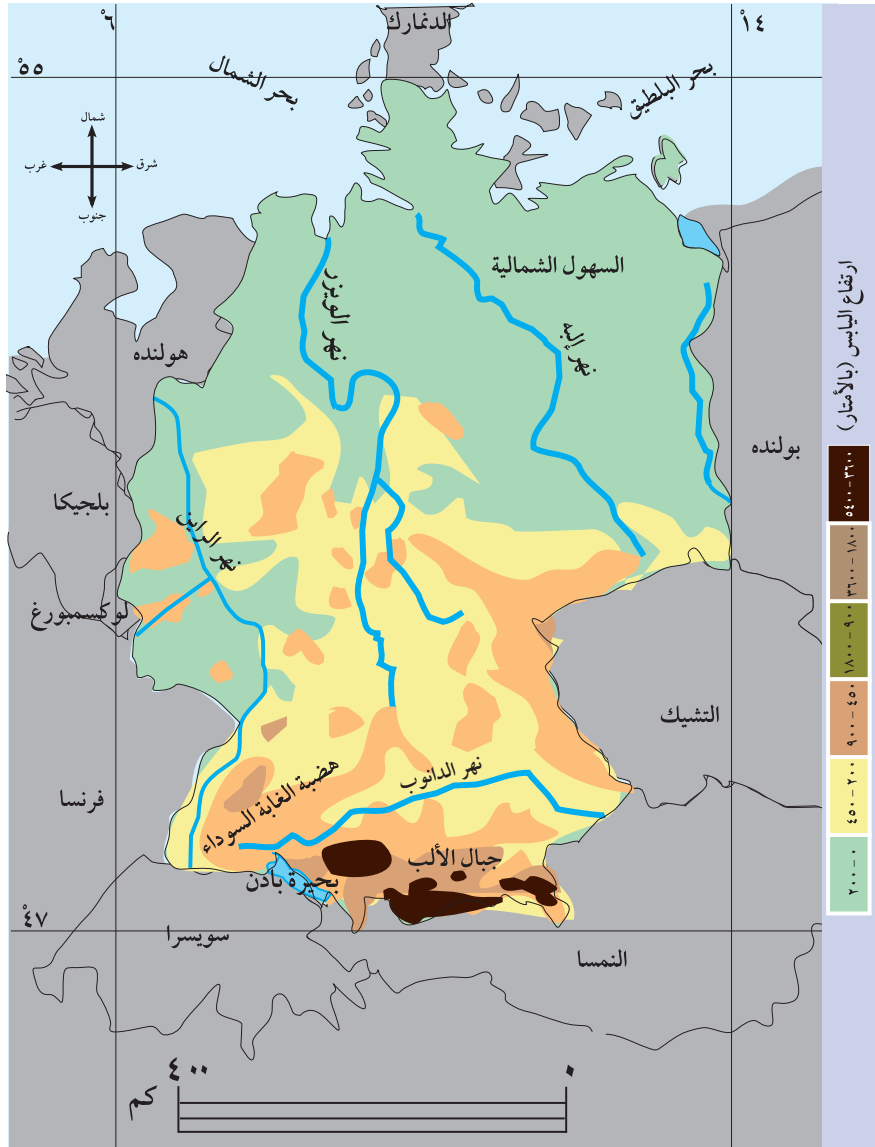 °٦
الدنمارك
°١٤
°٥٥
بحر الشمال
بحر البلطيق
شمال
شرق
غرب
جنوب
السهول الشمالية
نهر الويزر
نهر إلبه
هولنده
بولنده
بلجيكا
نهر الراين
لوكسمبورغ
التشيك
فرنسا
هضبة الغابة السوداء
نهر الدانوب
جبال الألب
بحيرة بادن
°٤٧
سويسرا
النمسا
٤٠٠
٠
كم
ارتفاع اليابس (بالأمتار)
٣٦٠٠ – ٥٤٠٠
١٨٠٠ – ٣٦٠٠
٩٠٠ – ١٨٠٠
٤٥٠ – ٩٠٠
٢٠٠ – ٤٥٠
٠ – ٢٠٠